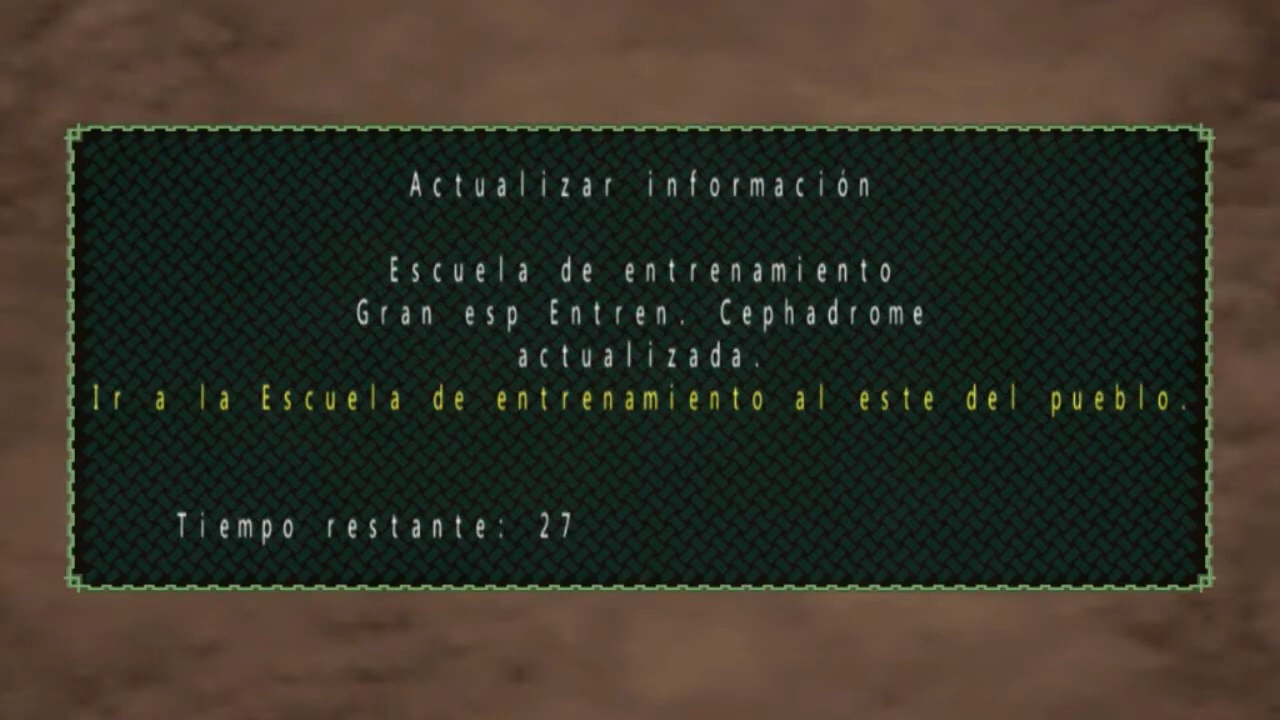 Actualizar información
Escuela de entrenamiento
Gran esp Entren. Cephadrome
actualizada.
Ir a la Escuela de entrenamiento al este del pueblo.
Tiempo restante: 27